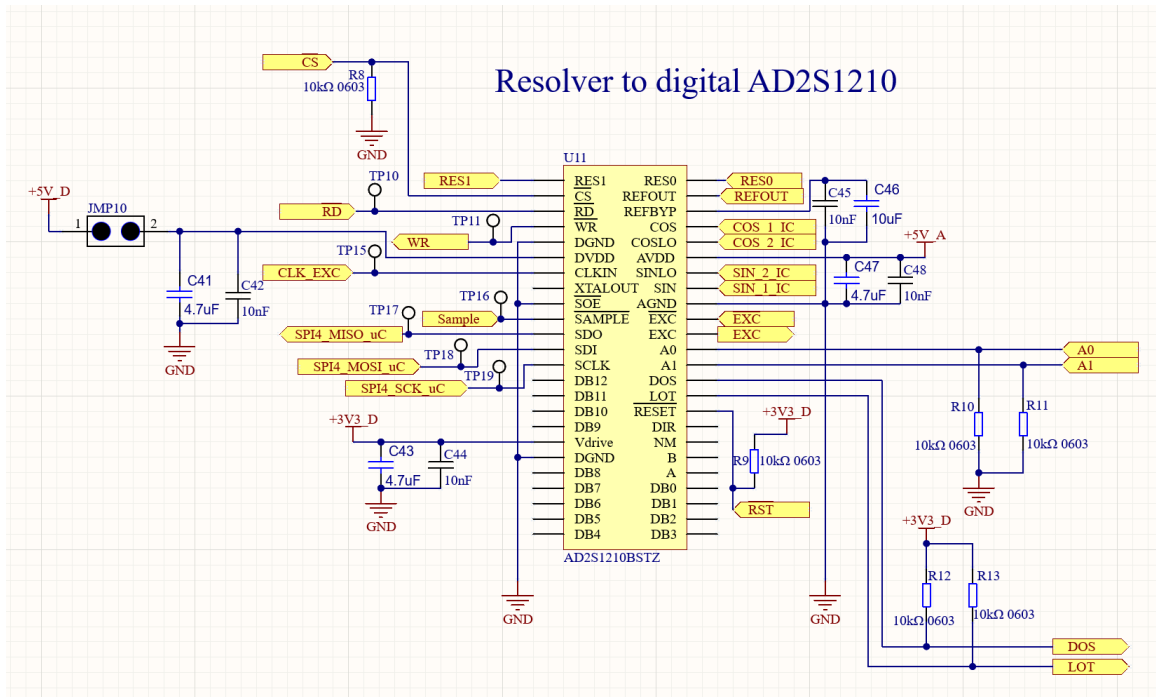 Resolver to digital AD2S1210
CS
R8
10kΩ 0603
GND
+5V_D
JMP10
1
2
C41
4.7uF
C42
10nF
GND
TP10
RD
TP11
WR
TP15
CLK_EXC
TP16
Sample
TP17
SPI4_MISO_uC
TP18
SPI4_MOSI_uC
TP19
SPI4_SCK_uC
+3V3_D
C43
4.7uF
C44
10nF
GND
RES1
U11
RES1 RES0
CS REFOUT
RD REFBYP
WR COS
DGND COSLO
DVDD AVDD
CLKIN SINLO
XTALOUT SIN
SOE AGND
SAMPLE EXC
SDO EXC
SDI A0
SCLK A1
DB12 DOS
DB11 LOT
DB10 RESET
DB9 DIR
Vdrive NM
DGND B
DB8 A
DB7 DB0
DB6 DB1
DB5 DB2
DB4 DB3
AD2S1210BSTZ
GND
RES0
REFOUT
C45
10nF
C46
10uF
COS_1_IC
COS_2_IC
+5V_A
SIN_2_IC
SIN_1_IC
C47
4.7uF
C48
10nF
EXC
EXC
A0
A1
R10
10kΩ 0603
R11
10kΩ 0603
GND
+3V3_D
R9
10kΩ 0603
RST
GND
+3V3_D
R12
10kΩ 0603
R13
10kΩ 0603
DOS
LOT